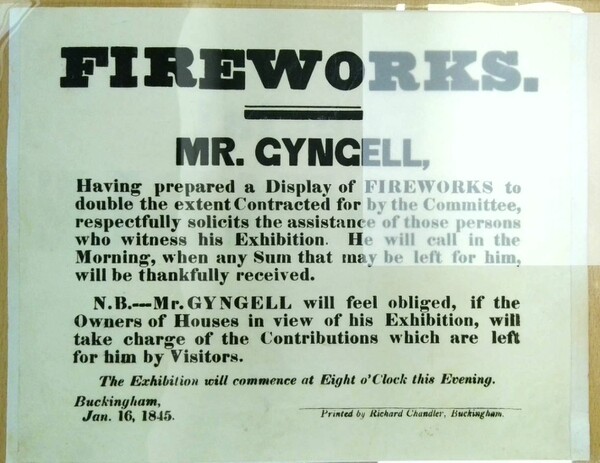 FIREWORKS.
MR. GYNGELL,
Having prepared a Display of FIREWORKS to
double the extent Contracted for by the Committee,
respectfully solicits the assistance of those persons
who witness his Exhibition. He will call in the
Morning, when any Sum that may be left for him,
will be thankfully received.
N.B.—Mr. GYNGELL will feel obliged, if the
Owners of Houses in view of his Exhibition, will
take charge of the Contributions which are left
for him by Visitors.
The Exhibition will commence at Eight o'Clock this Evening.
Buckingham,
Jan. 16, 1845.
Printed by Richard Chandler, Buckingham.